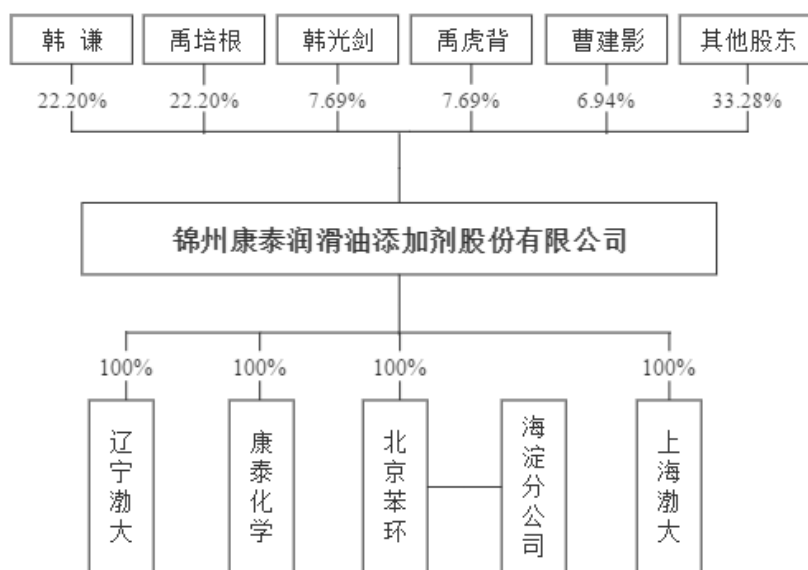 韩 谦 禹培根 韩光剑 禹虎背 曹建影 其他股东
22.20% 22.20% 7.69% 7.69% 6.94% 33.28%
锦州康泰润滑油添加剂股份有限公司
100% 100% 100% 100%
辽宁渤大
康泰化学
北京苯环
海淀分公司
上海渤大